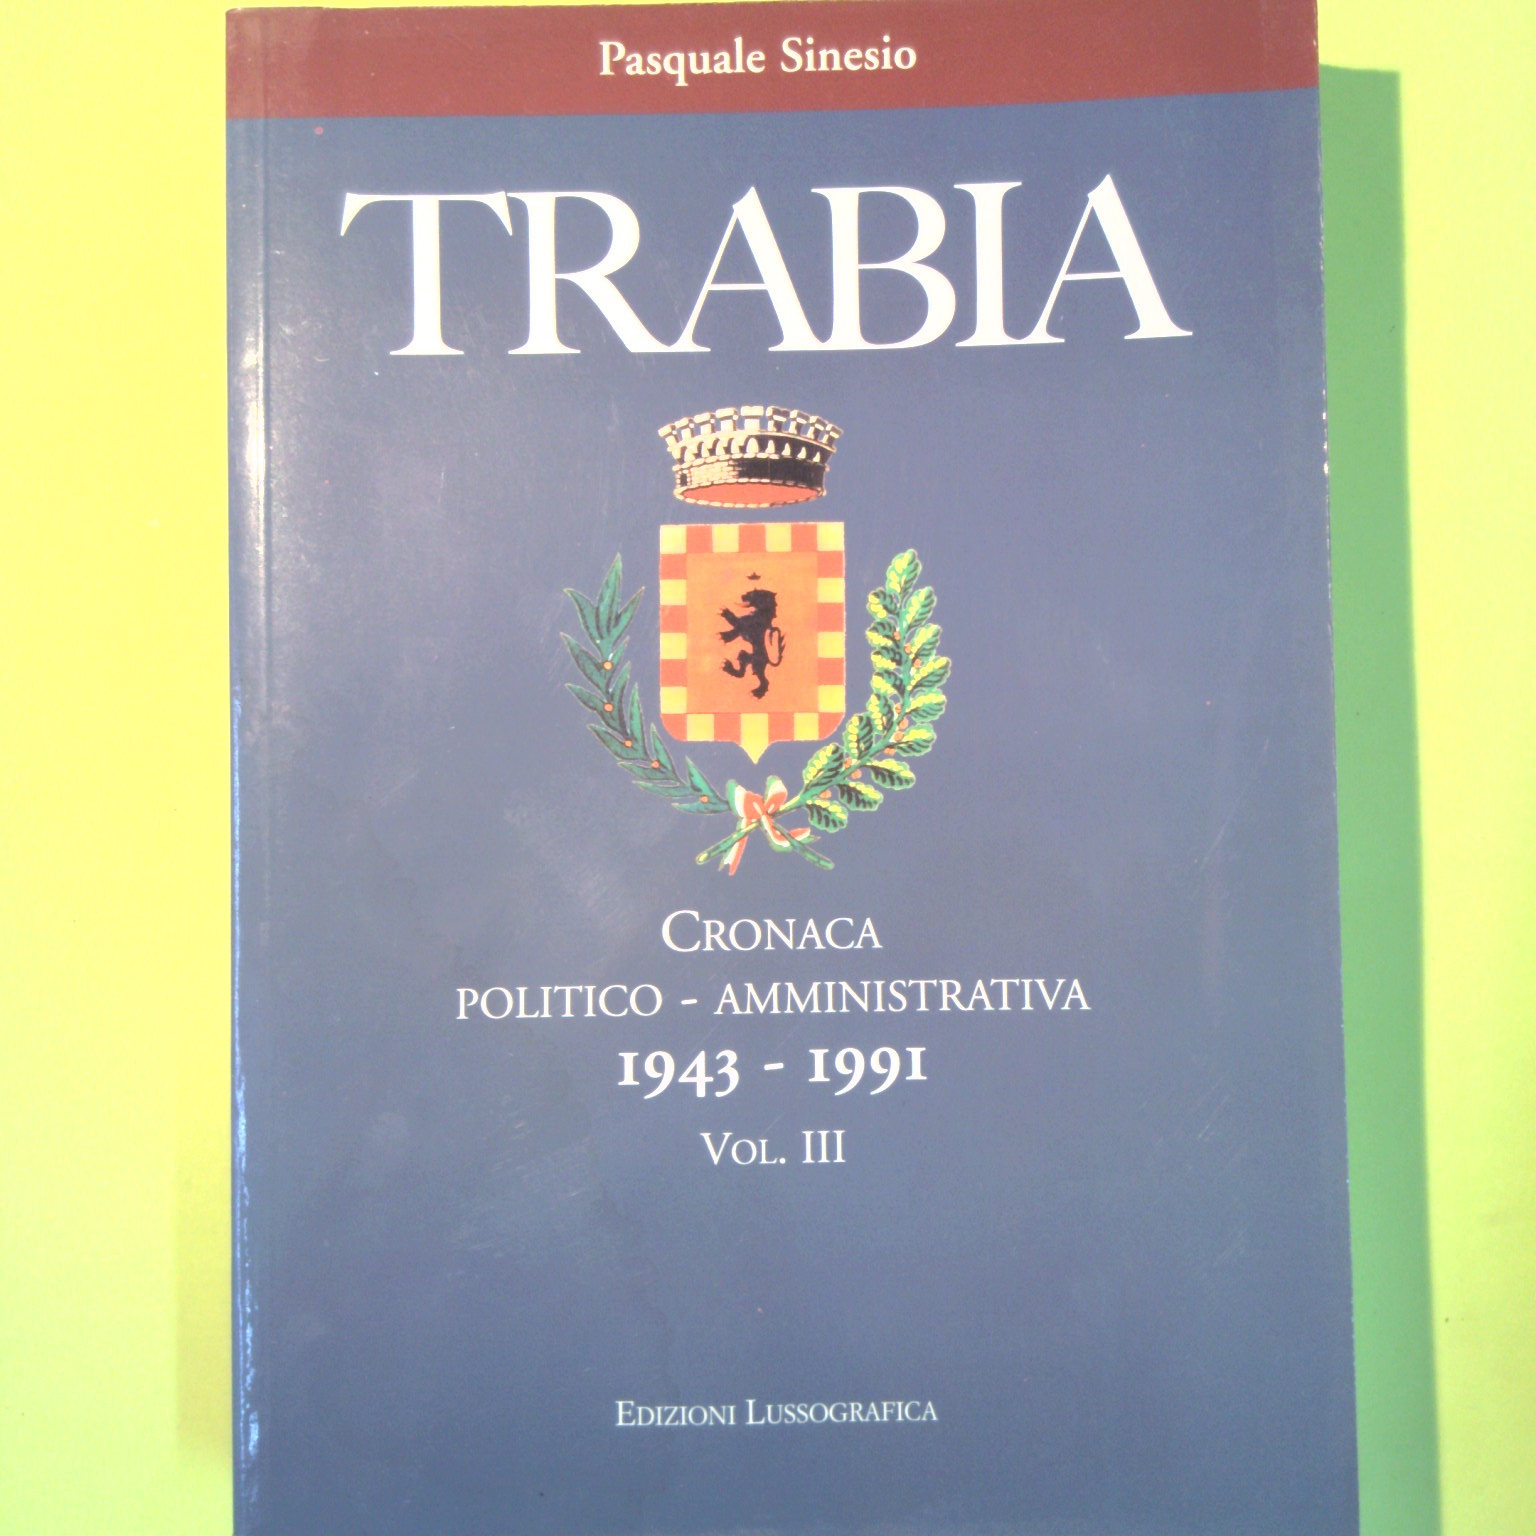 Pasquale Sinesio
TRABIA
CRONACA
POLITICO - AMMINISTRATIVA
1943 - 1991
VOL. III
EDIZIONI LUSSOGRAFICA